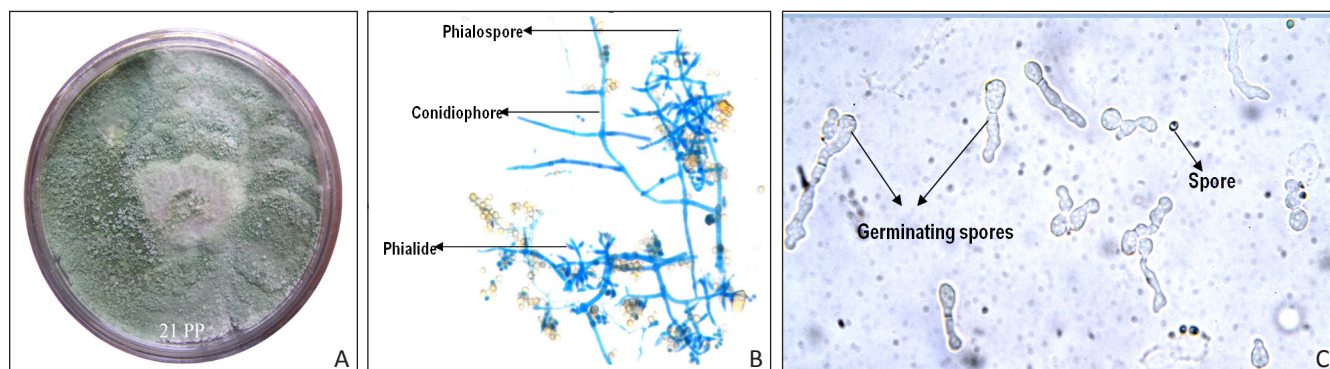 21 PP
A
Phialospore
Conidiophore
Phialide
B
Spore
Germinating spores
C